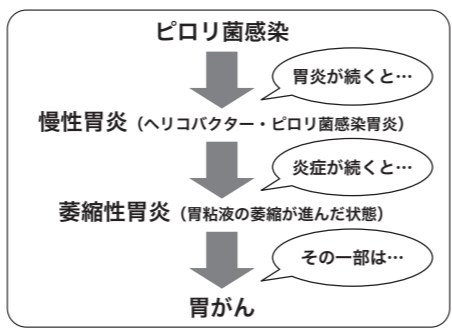 ピロリ菌感染
胃炎が続くと…
慢性胃炎（ヘリコバクター・ピロリ菌感染胃炎）
炎症が続くと…
萎縮性胃炎（胃粘液の萎縮が進んだ状態）
その一部は…
胃がん